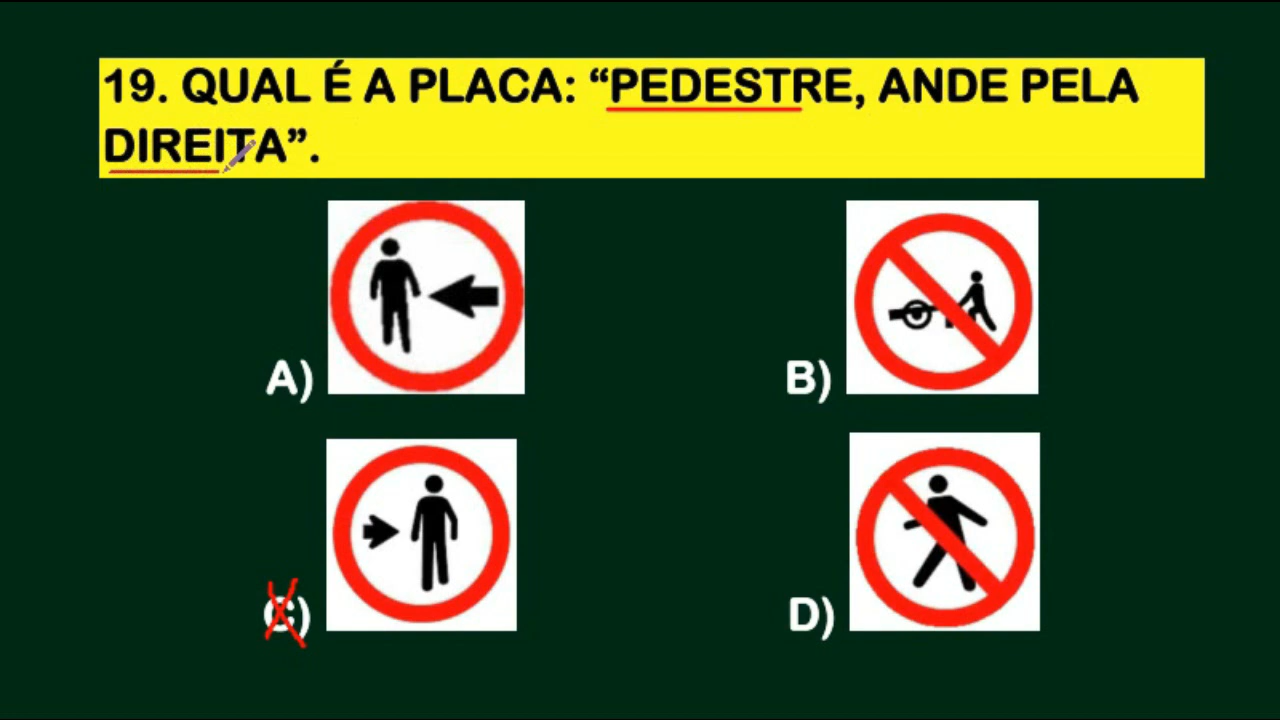 19. QUAL É A PLACA: “PEDESTRE, ANDE PELA
DIREITA”.
A)
B)
C)
D)